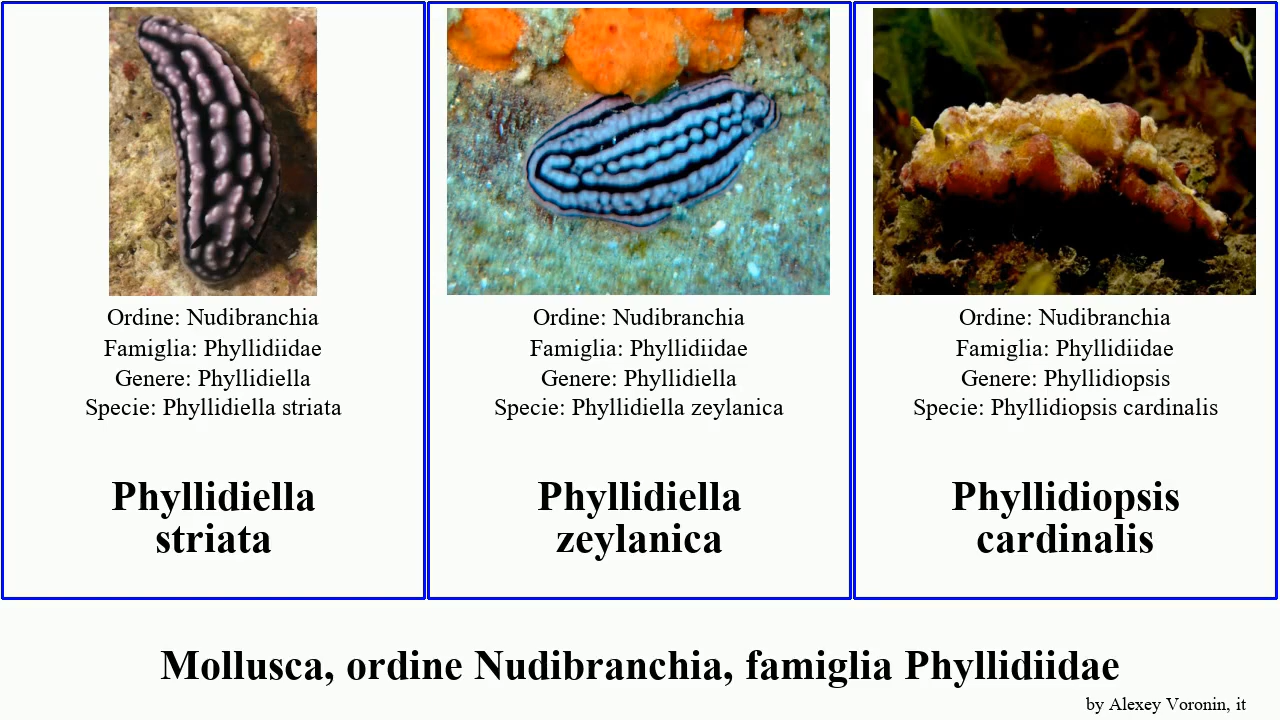 Ordine: Nudibranchia
Famiglia: Phyllidiidae
Genere: Phyllidiella
Specie: Phyllidiella striata
Phyllidiella
striata
Ordine: Nudibranchia
Famiglia: Phyllidiidae
Genere: Phyllidiella
Specie: Phyllidiella zeylanica
Phyllidiella
zeylanica
Ordine: Nudibranchia
Famiglia: Phyllidiidae
Genere: Phyllidiopsis
Specie: Phyllidiopsis cardinalis
Phyllidiopsis
cardinalis
Mollusca, ordine Nudibranchia, famiglia Phyllidiidae
by Alexey Voronin, it